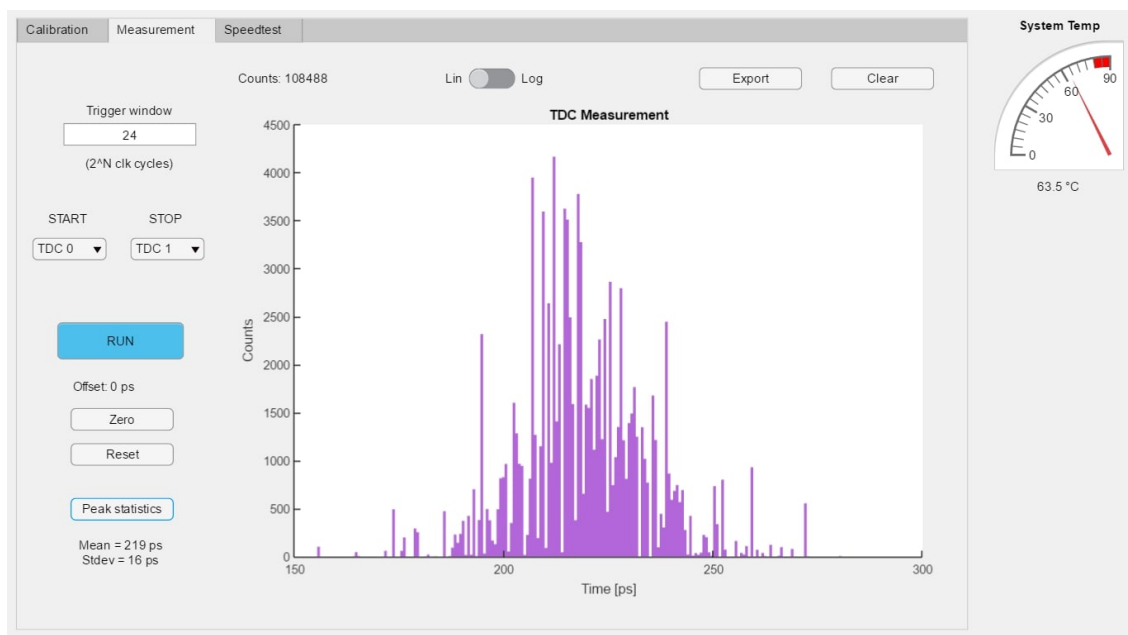 Calibration Measurement Speedtest
System Temp
0 30 60 90
63.5 °C
Counts: 108488
Lin Log
Export
Clear
Trigger window
24
(2^N clk cycles)
START STOP
TDC 0 TDC 1
RUN
Offset: 0 ps
Zero
Reset
Peak statistics
Mean = 219 ps
Stdev = 16 ps
TDC Measurement
Counts
4500
4000
3500
3000
2500
2000
1500
1000
500
0
150 200 250 300
Time [ps]